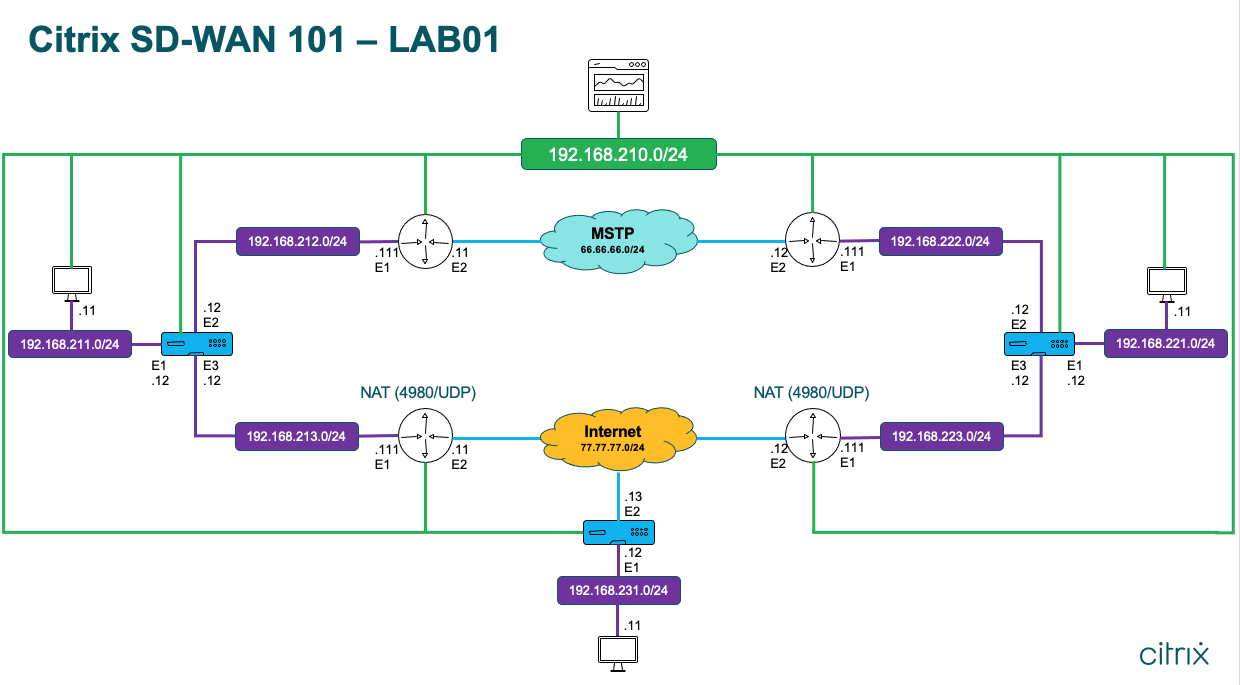 Citrix SD-WAN 101 – LAB01
192.168.210.0/24
192.168.212.0/24
.111
E1
.11
E2
MSTP
66.66.66.0/24
.12
E2
.111
E1
192.168.222.0/24
.11
.12
E2
192.168.211.0/24
E1
.12
E3
.12
.12
E2
.11
192.168.221.0/24
E3
.12
E1
.12
NAT (4980/UDP)
NAT (4980/UDP)
192.168.213.0/24
.111
E1
.11
E2
Internet
77.77.77.0/24
.12
E2
.111
E1
192.168.223.0/24
.13
E2
.12
E1
192.168.231.0/24
.11
citrix